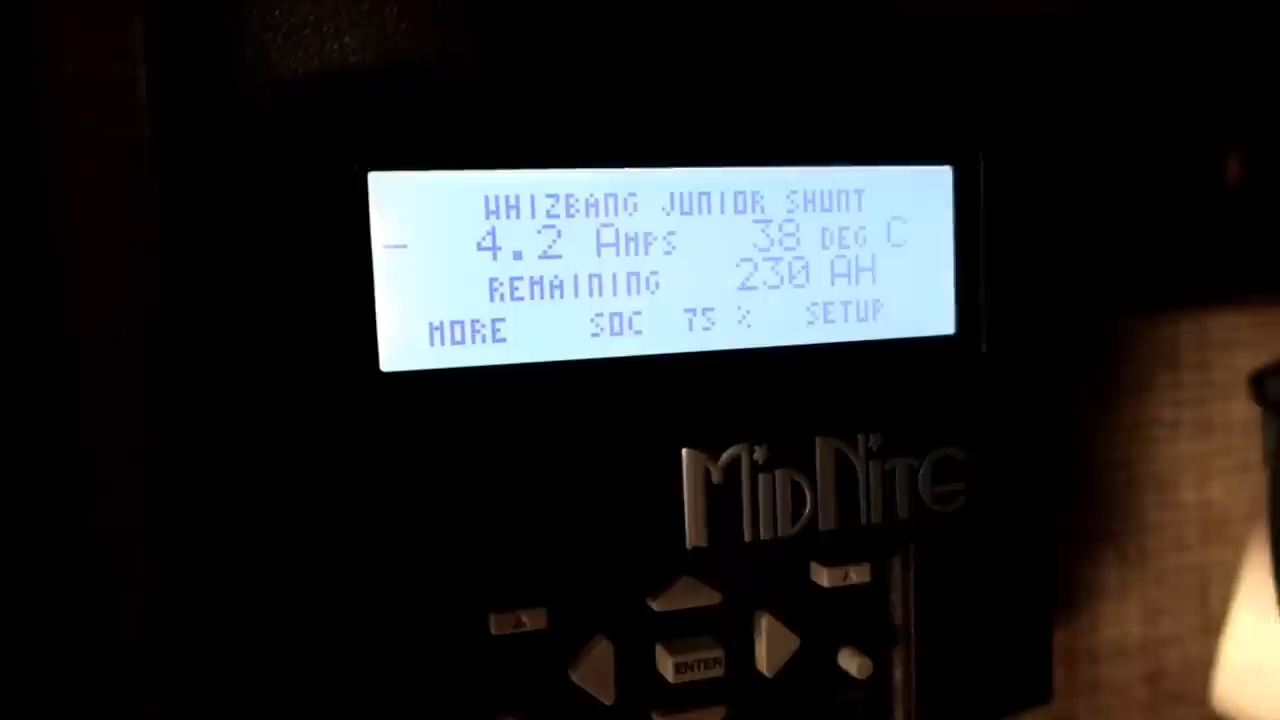 WHIZBANG JUNIOR SHUNT
- 4.2 AMPS 38 DEG C
REMAINING 230 AH
MORE SOC 75 % SETUP
MIDNITE
ENTER